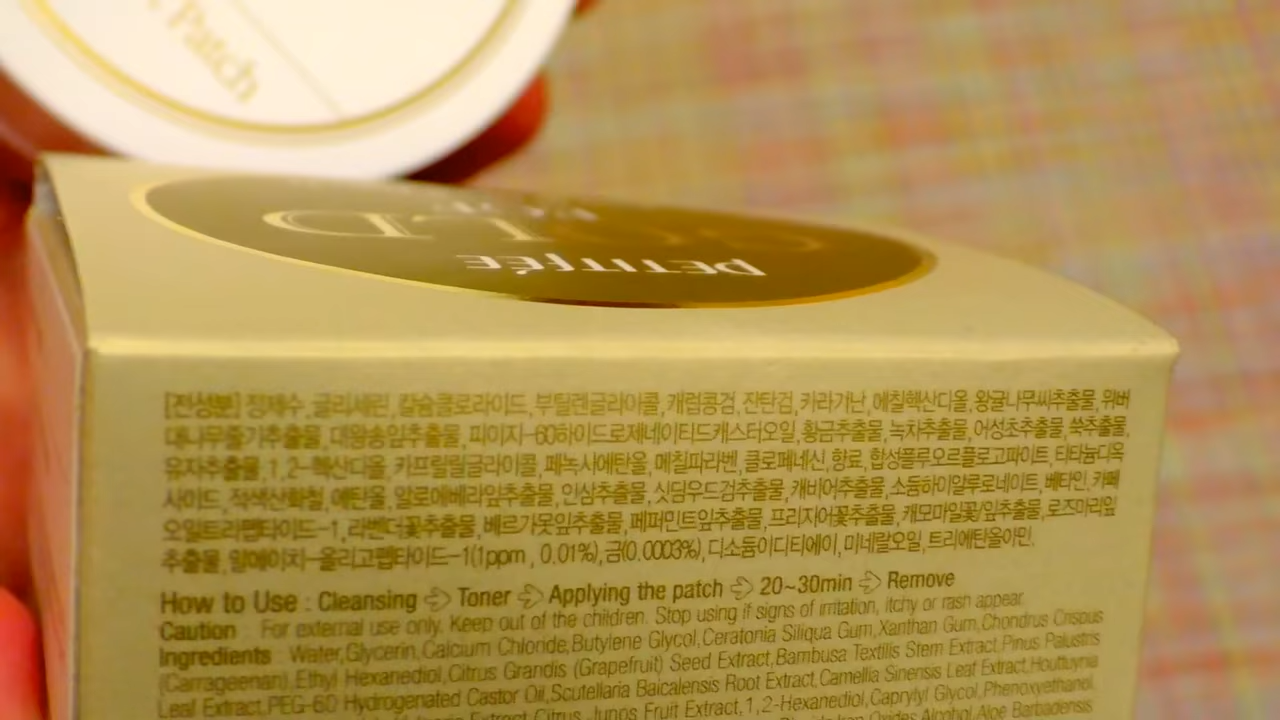 Patch
PETITFÉE
GOLD
[전성분] 정제수, 글리세린, 칼슘클로라이드, 부틸렌글라이콜, 캐럽콩검, 잔탄검, 카라기난, 에칠헥산디올, 왕귤나무씨추출물, 위버
대나무줄기추출물, 대왕송잎추출물, 피이지-60하이드로제네이티드캐스터오일, 황금추출물, 녹차추출물, 어성초추출물, 쑥추출물,
유자추출물, 1,2-헥산디올, 카프릴릴글라이콜, 페녹시에탄올, 메칠파라벤, 클로페네신, 향료, 합성플루오르플로고파이트, 티타늄디옥
사이드, 적색산화철, 에탄올, 알로에베라잎추출물, 인삼추출물, 싯딤우드검추출물, 캐비어추출물, 소듐하이알루로네이트, 베타인, 카페
오일트리펩타이드-1, 라벤더꽃추출물, 베르가못잎추출물, 페퍼민트잎추출물, 프리지어꽃추출물, 캐모마일꽃/잎추출물, 로즈마리잎
추출물, 알에이치-올리고펩타이드-1(1ppm , 0.01%), 금(0.0003%), 디소듐이디티에이, 미네랄오일, 트리에탄올아민.
How to Use : Cleansing ➪ Toner ➪ Applying the patch ➪ 20~30min ➪ Remove
Caution : For external use only. Keep out of the children. Stop using if signs of irritation, itchy or rash appear.
Ingredients : Water,Glycerin,Calcium Chloride,Butylene Glycol,Ceratonia Siliqua Gum,Xanthan Gum,Chondrus Crispus
(Carrageenan),Ethyl Hexanediol,Citrus Grandis (Grapefruit) Seed Extract,Bambusa Textilis Stem Extract,Pinus Palustris
Leaf Extract,PEG-60 Hydrogenated Castor Oil,Scutellaria Baicalensis Root Extract,Camellia Sinensis Leaf Extract,Houttuynia
Extract,Citrus Junos Fruit Extract,1,2-Hexanediol,Caprylyl Glycol,Phenoxyethanol
Iron Oxides,Alcohol,Aloe Barbadensis